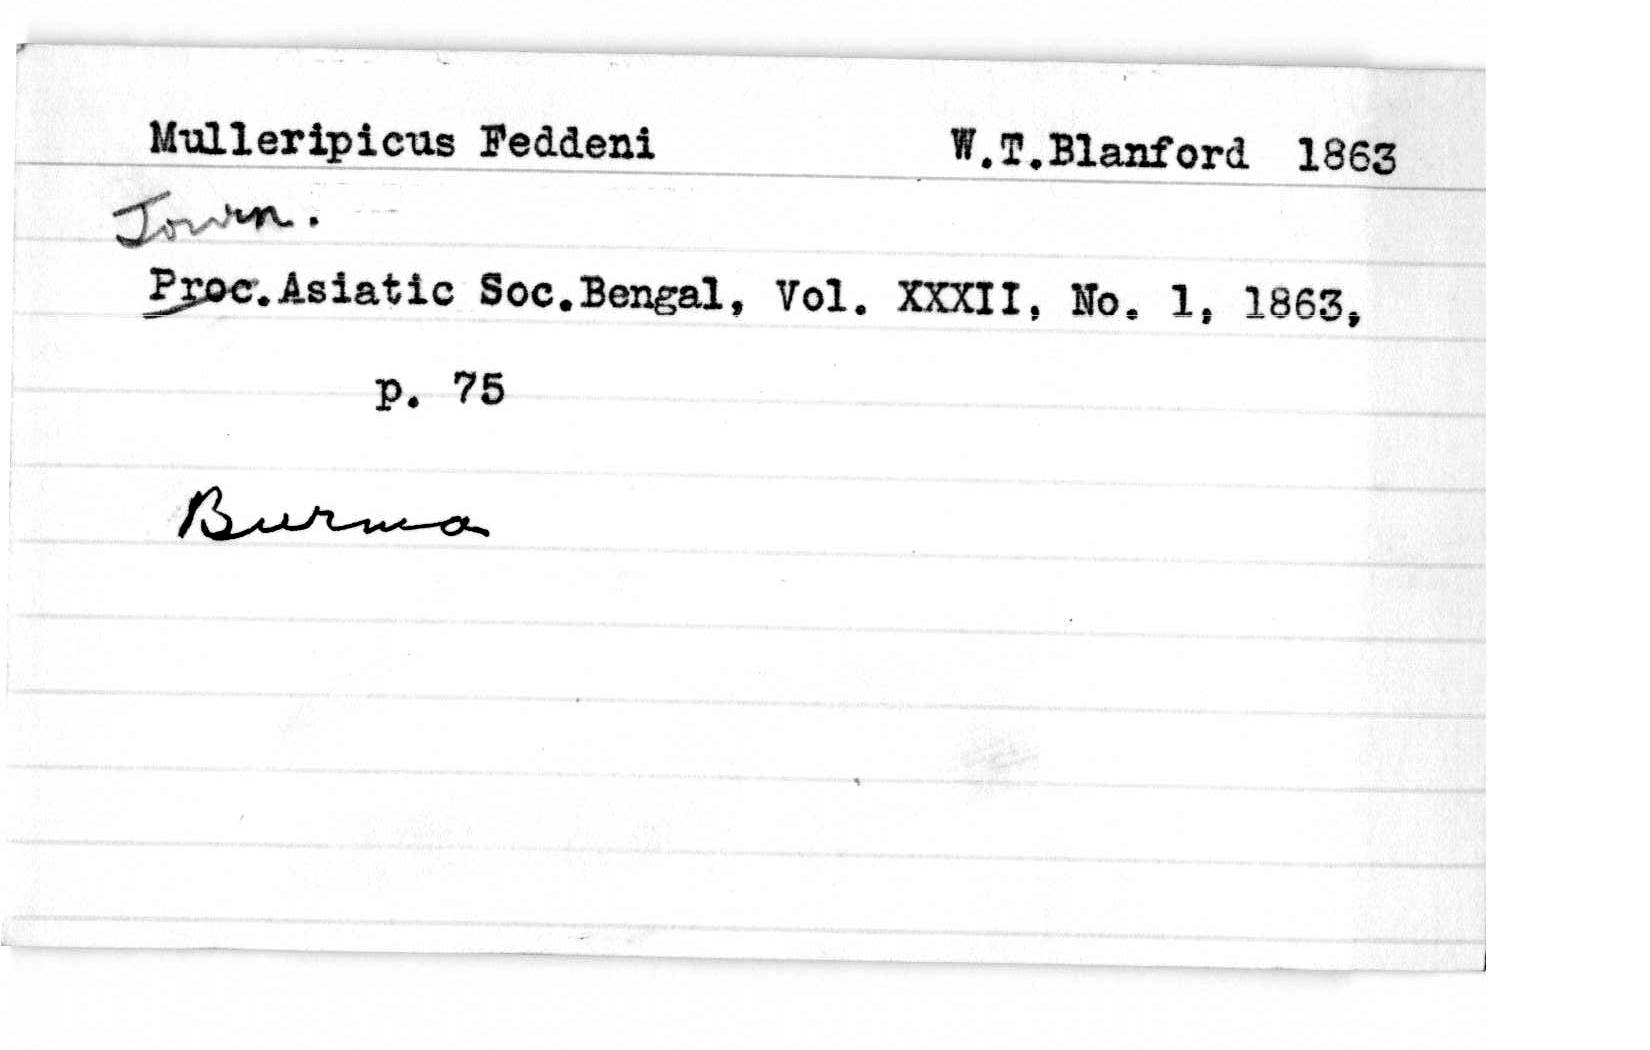 Mulleripicus Feddeni W.T.Blanford 1863
Journ.
Proc.Asiatic Soc.Bengal, Vol. XXXII, No. 1, 1863,
p. 75
Burma